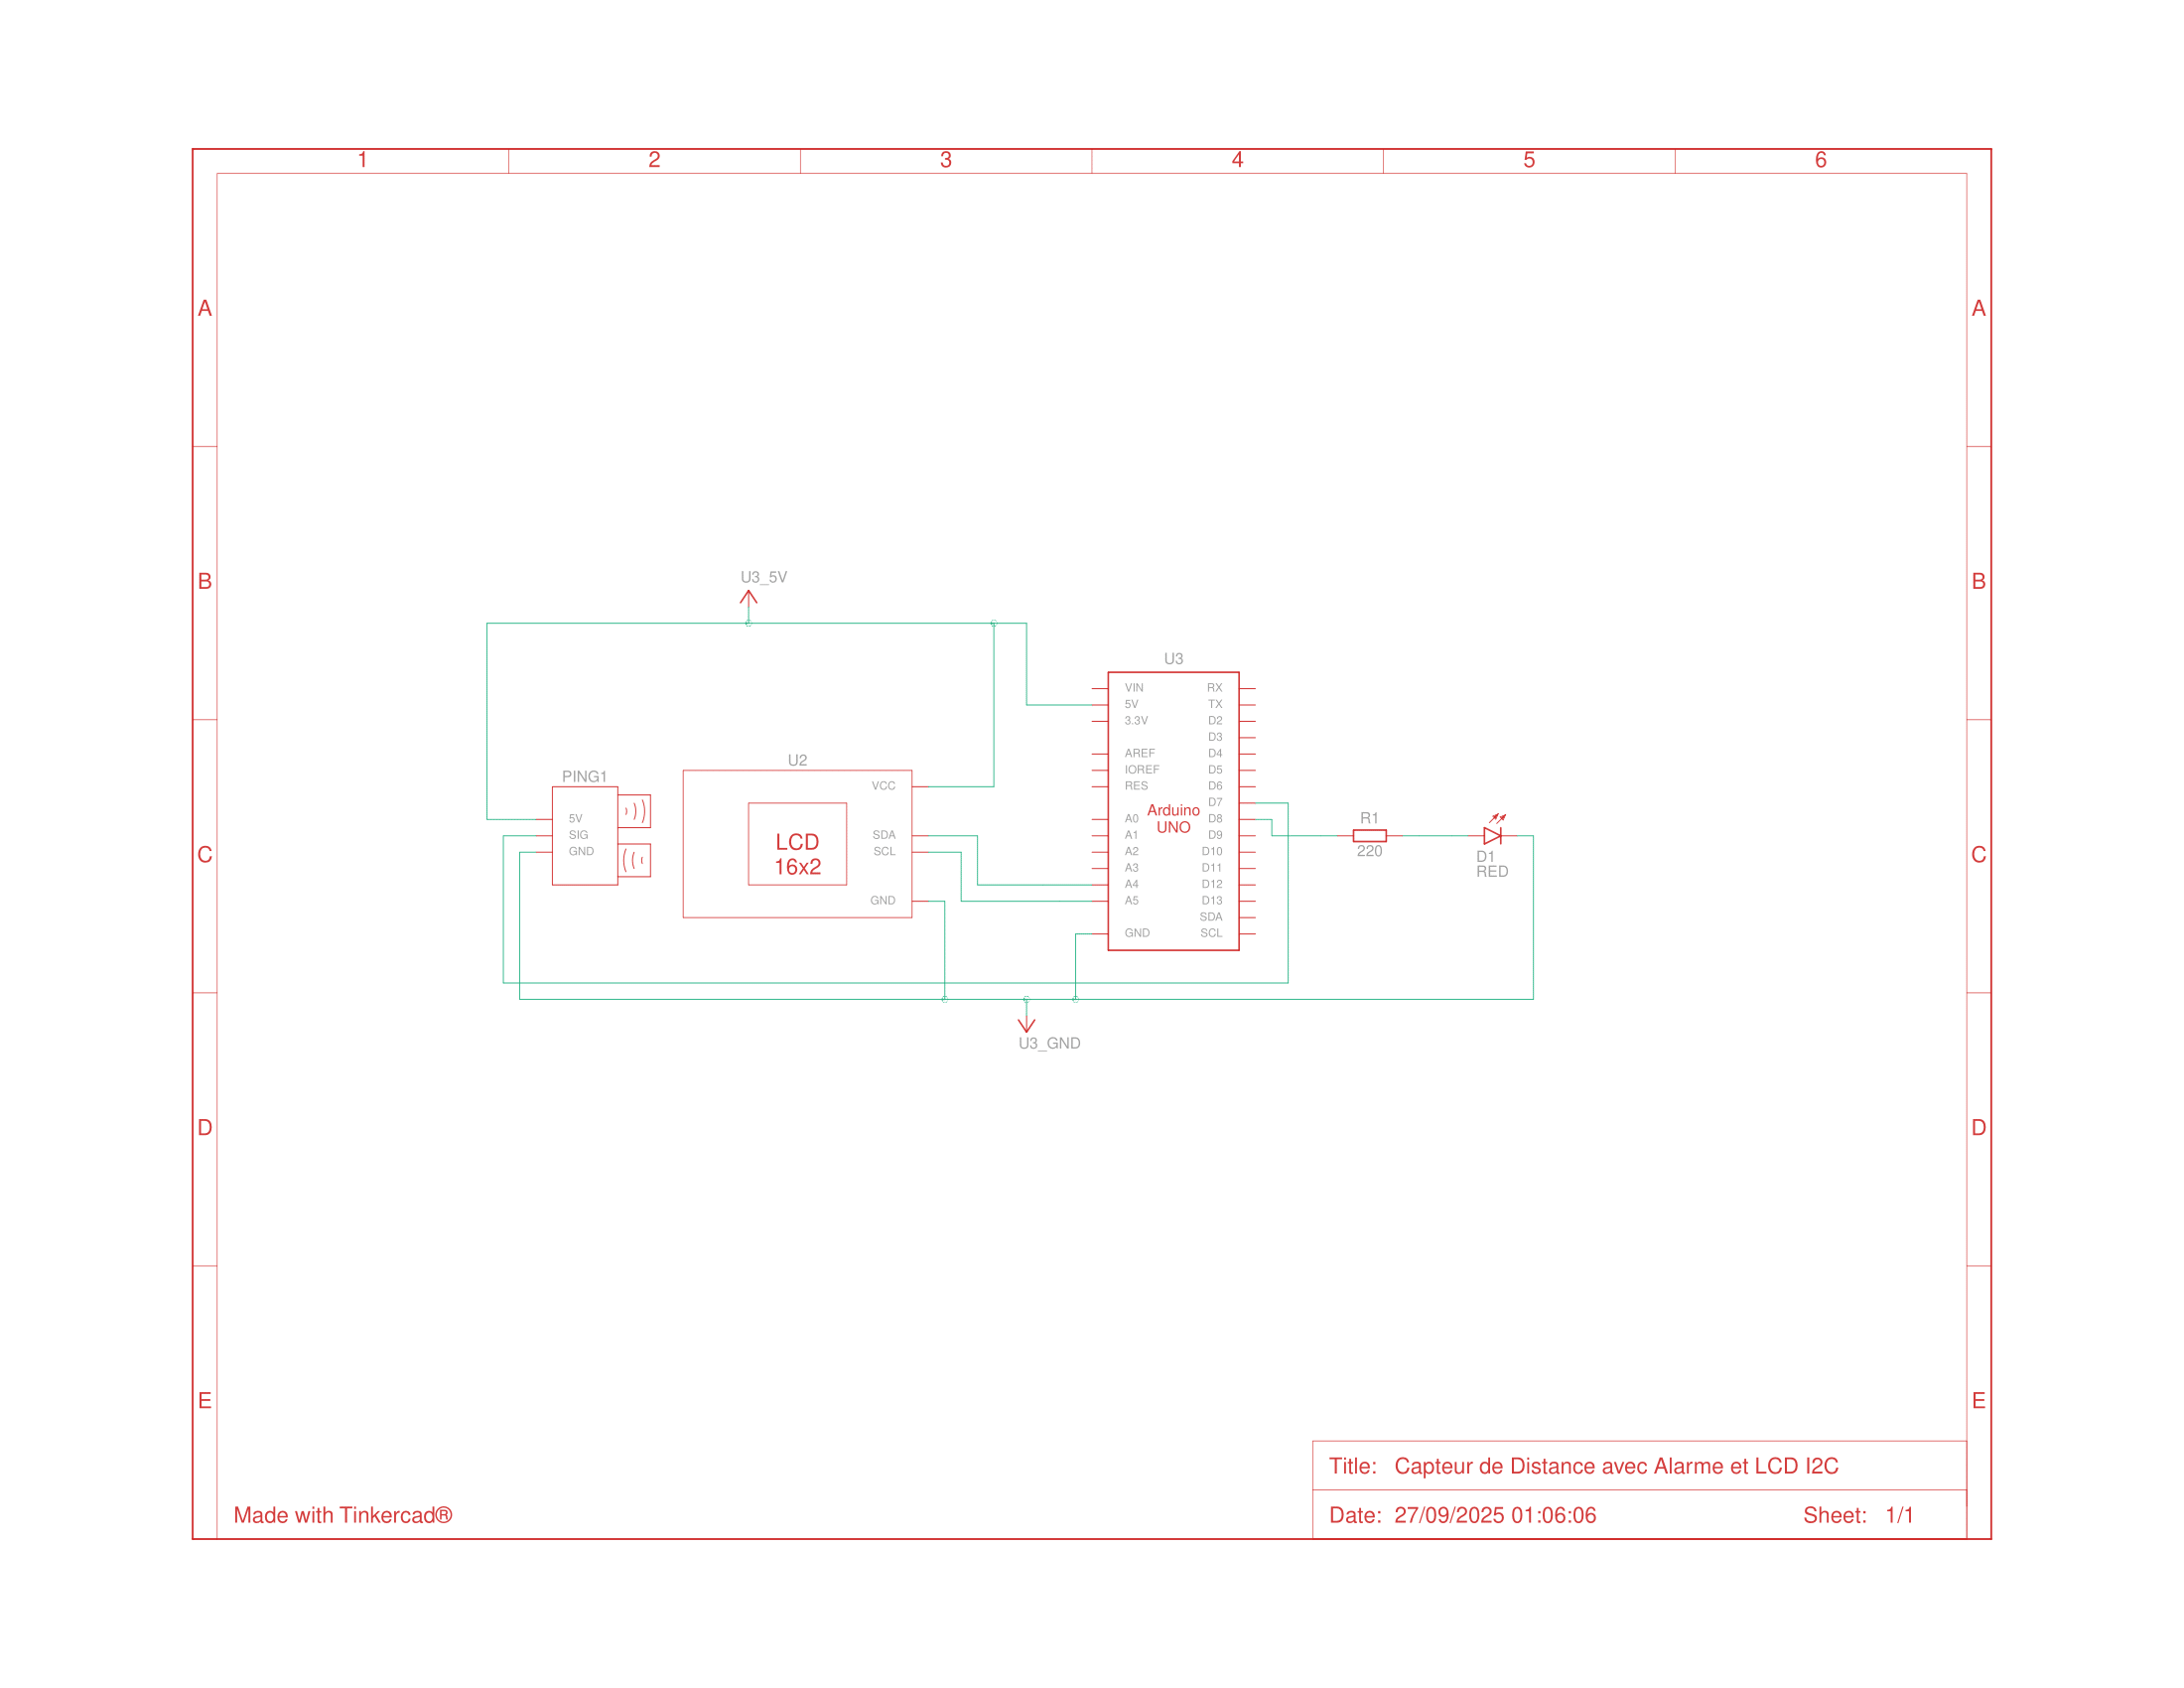 1 2 3 4 5 6
A A
B B
C C
D D
E E
U3_5V
U3
VIN RX
5V TX
3.3V D2
D3
AREF D4
IOREF D5
RES D6
D7
A0 D8
A1 D9
A2 D10
A3 D11
A4 D12
A5 D13
SDA
GND SCL
Arduino
UNO
U2
VCC
SDA
SCL
GND
LCD
16x2
PING1
5V
SIG
GND
R1
220
D1
RED
U3_GND
Title: Capteur de Distance avec Alarme et LCD I2C
Date: 27/09/2025 01:06:06 Sheet: 1/1
Made with Tinkercad®